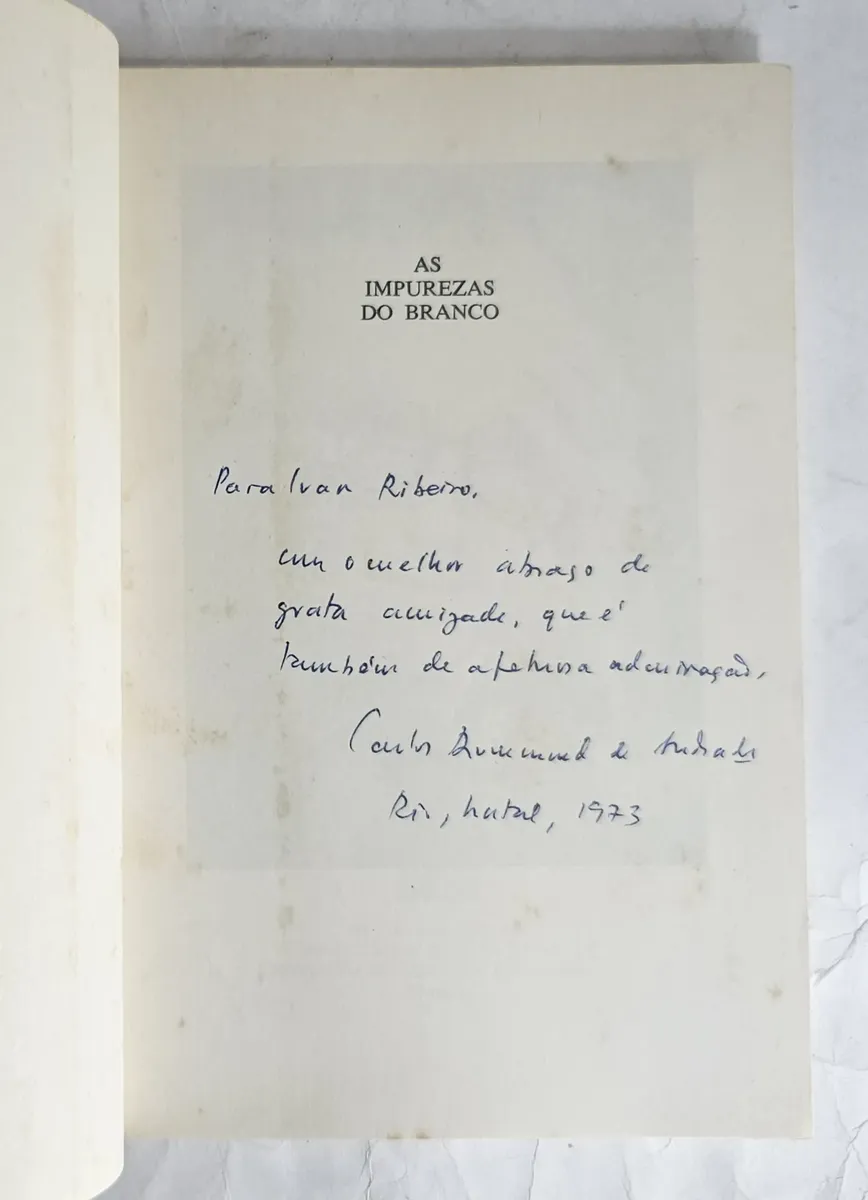 AS
IMPUREZAS
DO BRANCO
Para Ivan Ribeiro,
com o melhor abraço de
grata amizade, que é
também de afetuosa admiração,
Carlos Drummond de Andrade
Rio, Natal, 1973